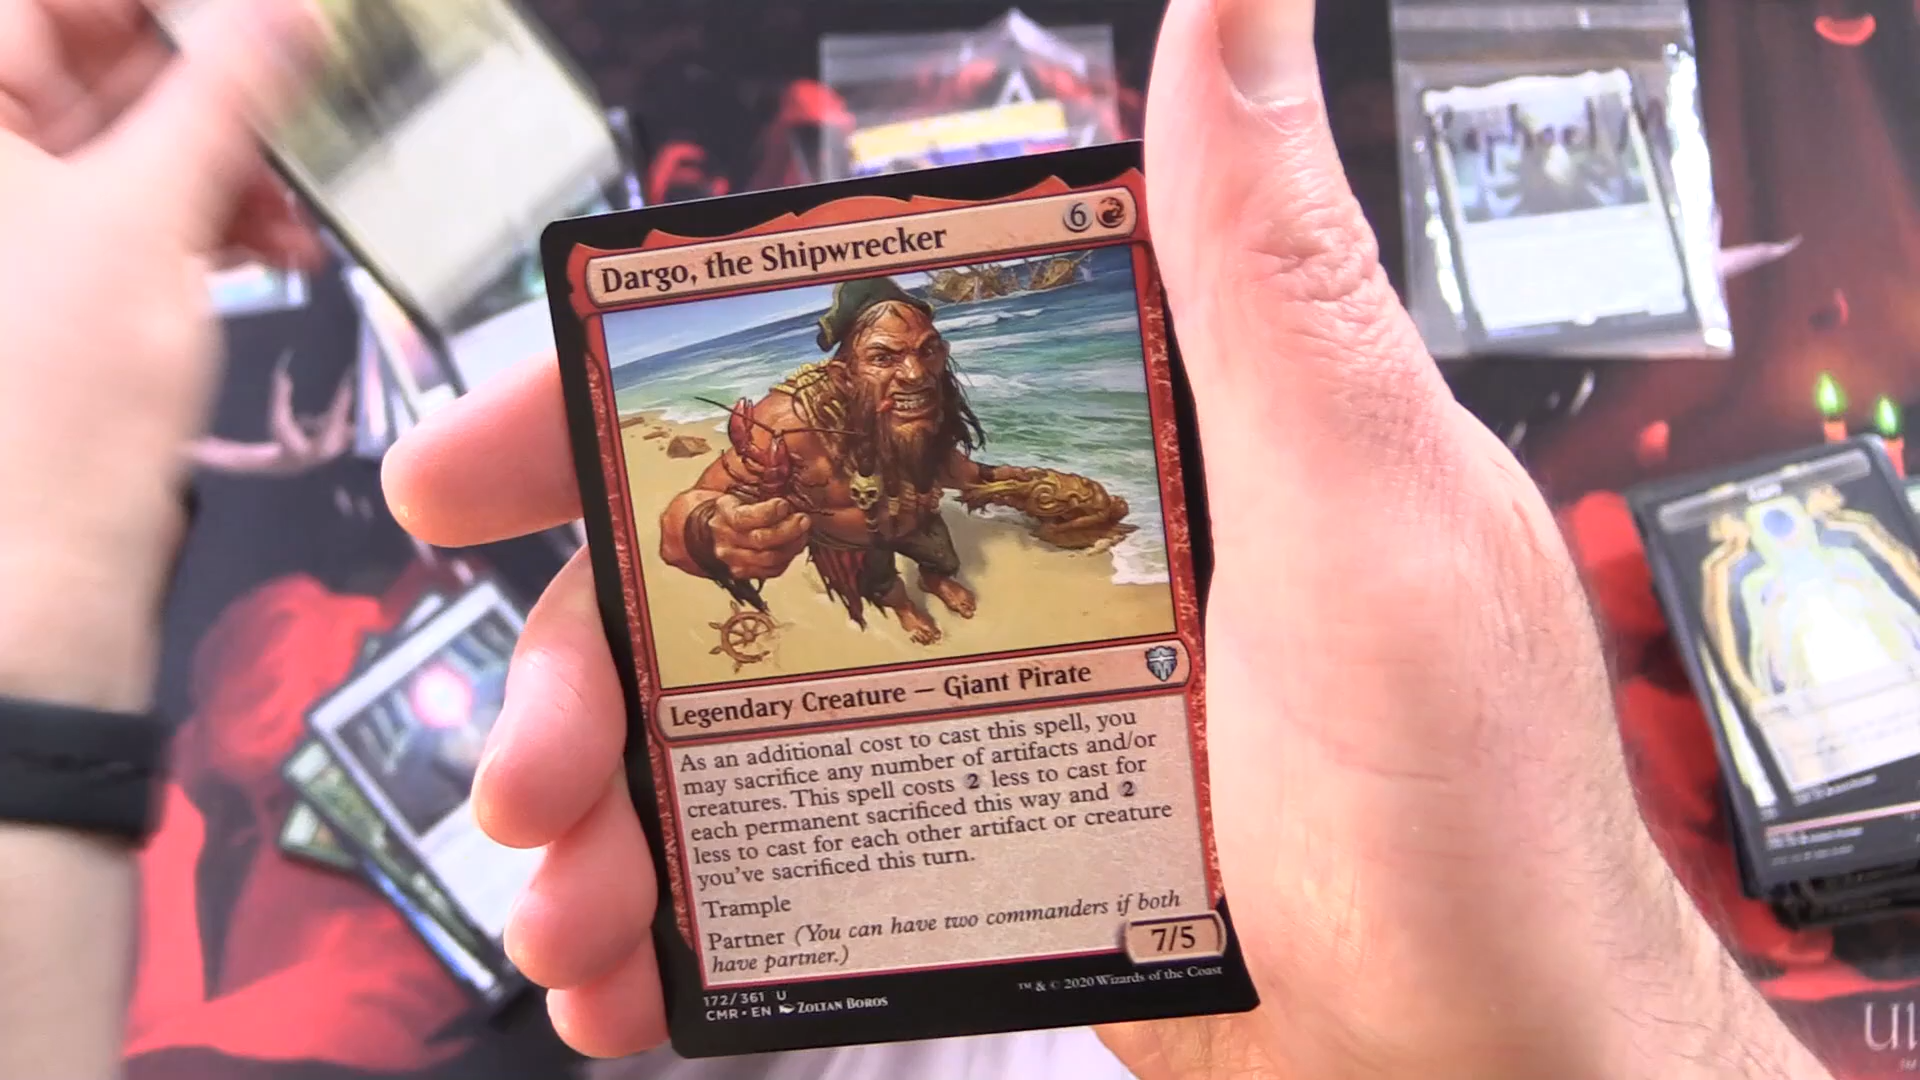 Dargo, the Shipwrecker 6
Legendary Creature — Giant Pirate
As an additional cost to cast this spell, you
may sacrifice any number of artifacts and/or
creatures. This spell costs 2 less to cast for
each permanent sacrificed this way and 2
less to cast for each other artifact or creature
you've sacrificed this turn.
Trample
Partner (You can have two commanders if both
have partner.)
7/5
172/361 U
CMR • EN Zoltan Boros
™ & © 2020 Wizards of the Coast
Raphael M
Ul